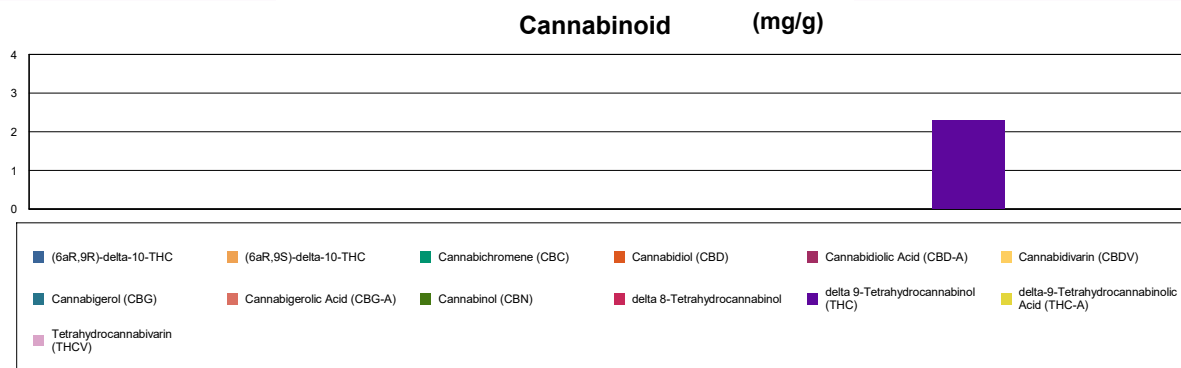 Cannabinoid (mg/g)
4
3
2
1
0
(6aR,9R)-delta-10-THC
(6aR,9S)-delta-10-THC
Cannabichromene (CBC)
Cannabidiol (CBD)
Cannabidiolic Acid (CBD-A)
Cannabidivarin (CBDV)
Cannabigerol (CBG)
Cannabigerolic Acid (CBG-A)
Cannabinol (CBN)
delta 8-Tetrahydrocannabinol
delta 9-Tetrahydrocannabinol
(THC)
delta-9-Tetrahydrocannabinolic
Acid (THC-A)
Tetrahydrocannabivarin
(THCV)